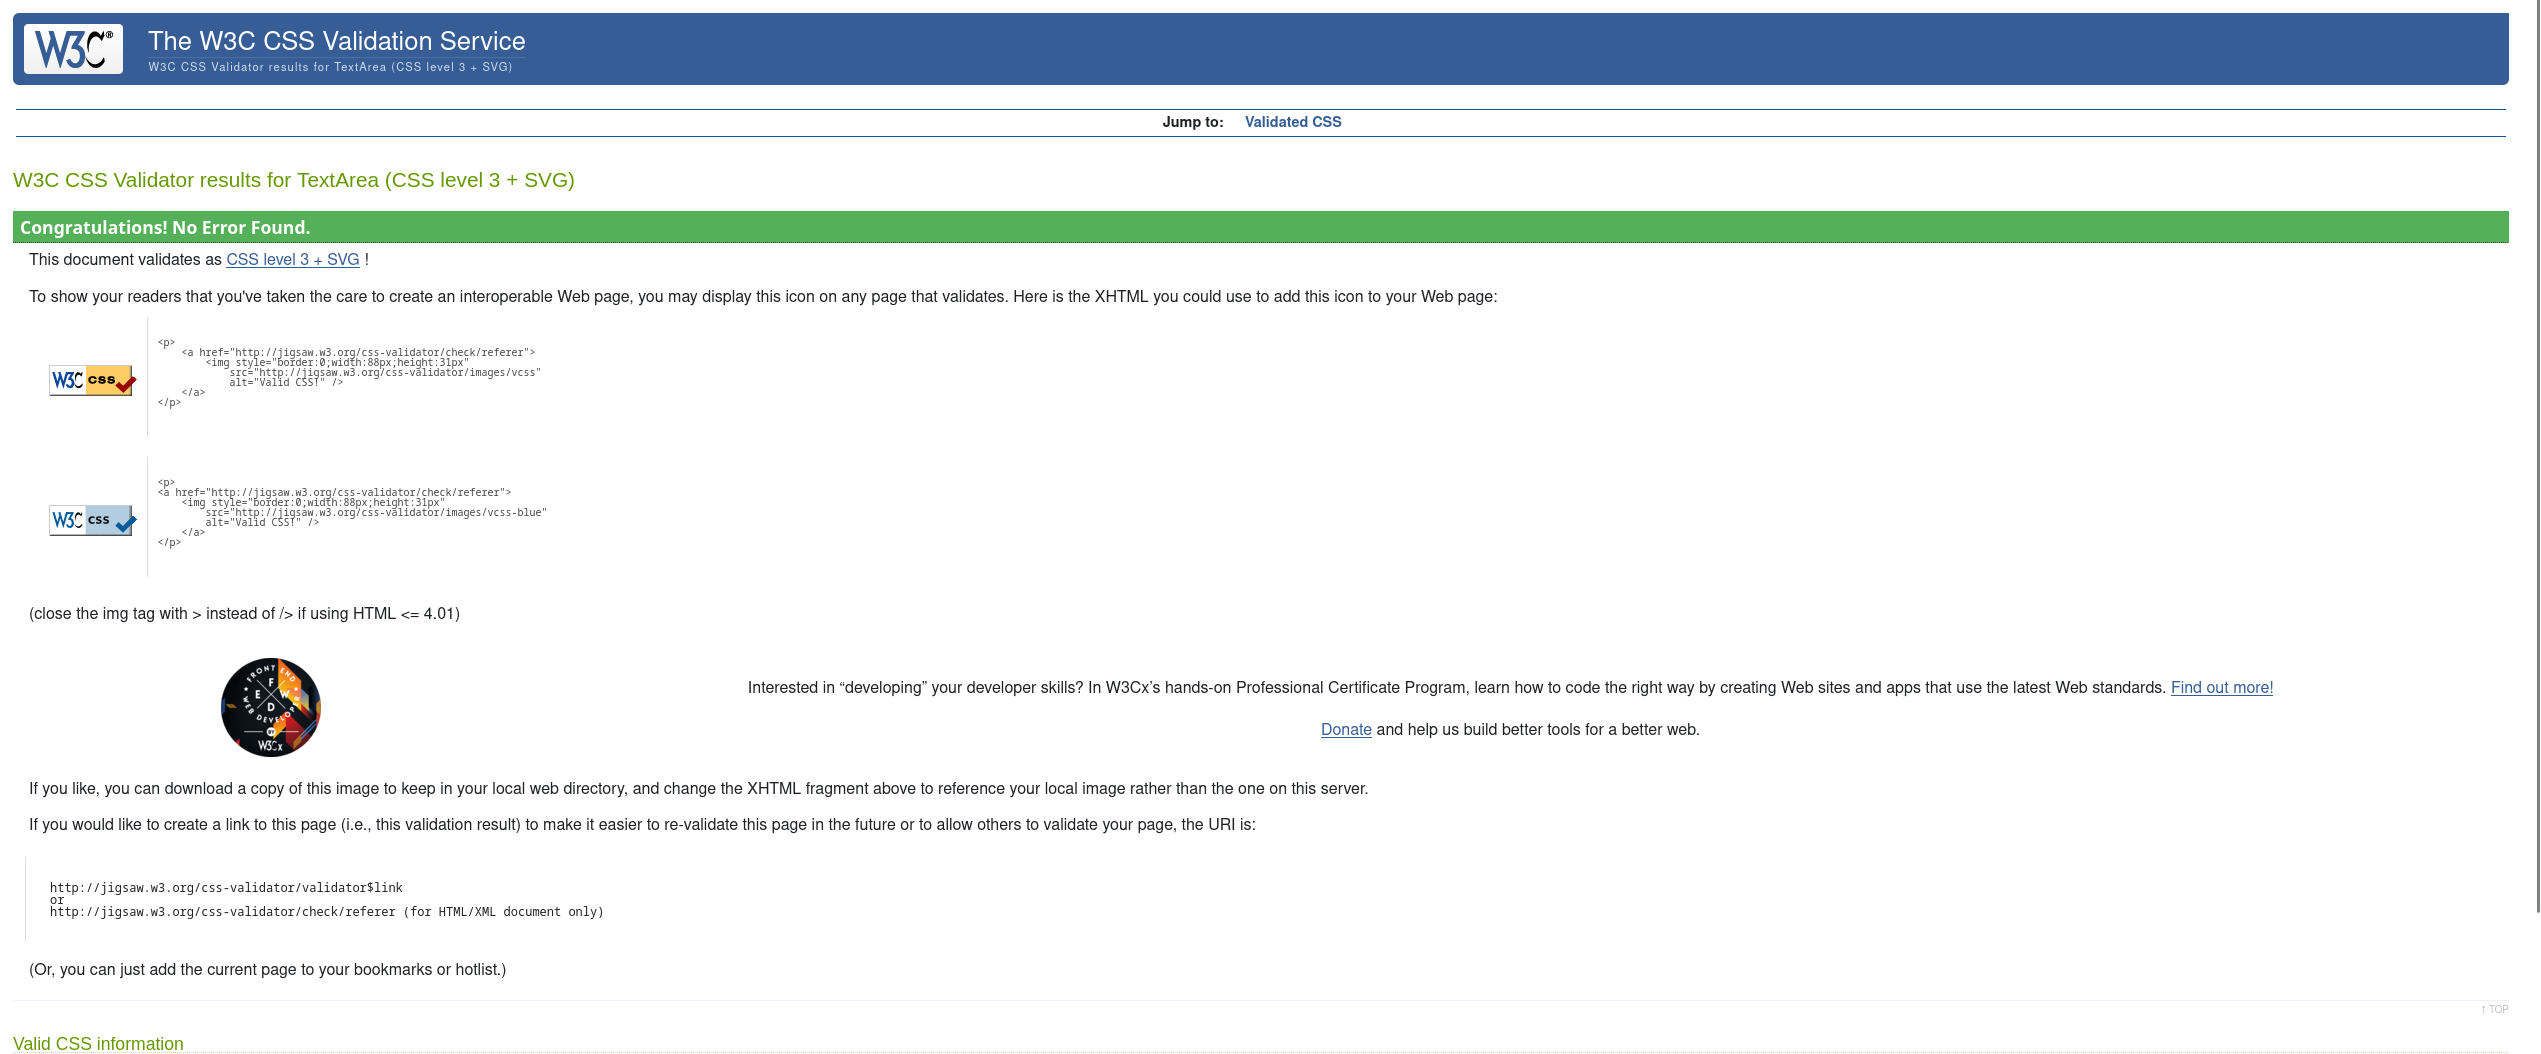 W3C®
The W3C CSS Validation Service
W3C CSS Validator results for TextArea (CSS level 3 + SVG)
Jump to: Validated CSS
W3C CSS Validator results for TextArea (CSS level 3 + SVG)
Congratulations! No Error Found.
This document validates as CSS level 3 + SVG !
To show your readers that you've taken the care to create an interoperable Web page, you may display this icon on any page that validates. Here is the XHTML you could use to add this icon to your Web page:
W3C css
<p>
<a href="http://jigsaw.w3.org/css-validator/check/referer">
<img style="border:0;width:88px;height:31px"
src="http://jigsaw.w3.org/css-validator/images/vcss"
alt="Valid CSS!" />
</a>
</p>
W3C css
<p>
<a href="http://jigsaw.w3.org/css-validator/check/referer">
<img style="border:0;width:88px;height:31px"
src="http://jigsaw.w3.org/css-validator/images/vcss-blue"
alt="Valid CSS!" />
</a>
</p>
(close the img tag with > instead of /> if using HTML <= 4.01)
FRONT END
F E W D
WEB DEVELOPER
BY
W3Cx
Interested in “developing” your developer skills? In W3Cx’s hands-on Professional Certificate Program, learn how to code the right way by creating Web sites and apps that use the latest Web standards. Find out more!
Donate and help us build better tools for a better web.
If you like, you can download a copy of this image to keep in your local web directory, and change the XHTML fragment above to reference your local image rather than the one on this server.
If you would like to create a link to this page (i.e., this validation result) to make it easier to re-validate this page in the future or to allow others to validate your page, the URI is:
http://jigsaw.w3.org/css-validator/validator$link
or
http://jigsaw.w3.org/css-validator/check/referer (for HTML/XML document only)
(Or, you can just add the current page to your bookmarks or hotlist.)
↑ TOP
Valid CSS information